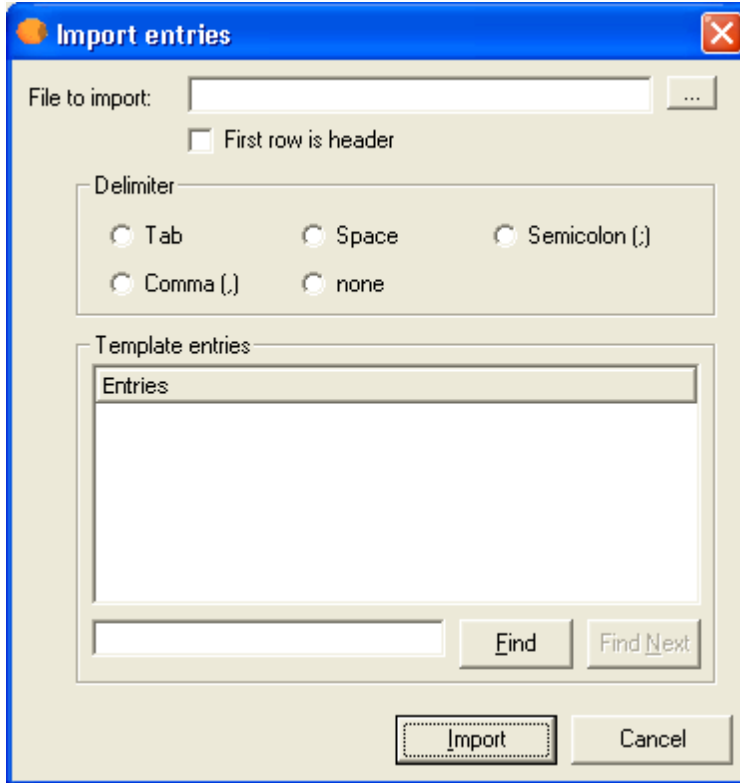 Import entries
File to import:
...
First row is header
Delimiter
Tab Space Semicolon (;)
Comma (,) none
Template entries
Entries
Find Find Next
Import Cancel